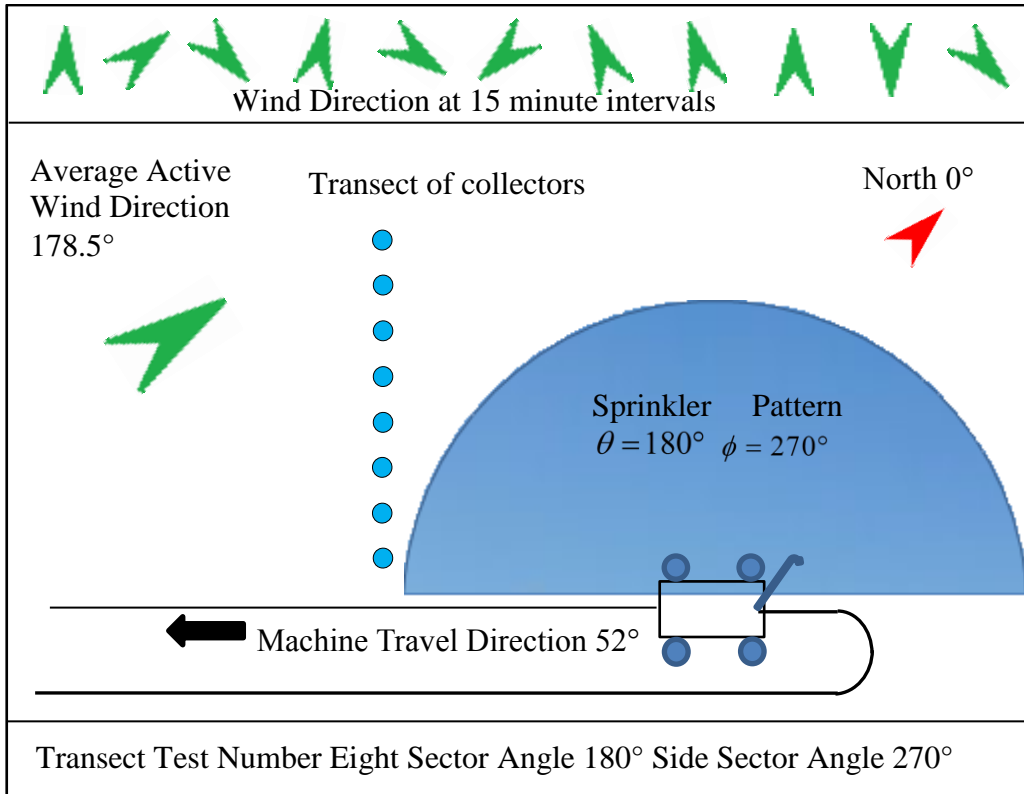 Wind Direction at 15 minute intervals
Average Active
Wind Direction
178.5°
Transect of collectors
North 0°
Sprinkler Pattern
θ = 180° ϕ = 270°
Machine Travel Direction 52°
Transect Test Number Eight Sector Angle 180° Side Sector Angle 270°